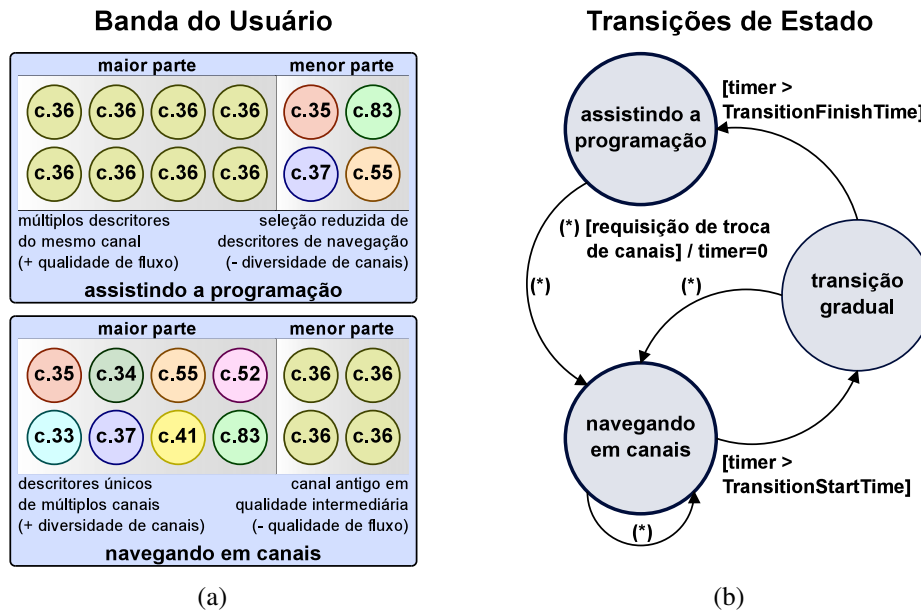 Banda do Usuário
maior parte
menor parte
c.36 c.36 c.36 c.36 c.35 c.83
c.36 c.36 c.36 c.36 c.37 c.55
múltiplos descritores
do mesmo canal
(+ qualidade de fluxo)
seleção reduzida de
descritores de navegação
(- diversidade de canais)
assistindo a programação
maior parte
menor parte
c.35 c.34 c.55 c.52 c.36 c.36
c.33 c.37 c.41 c.83 c.36 c.36
descritores únicos
de múltiplos canais
(+ diversidade de canais)
canal antigo em
qualidade intermediária
(- qualidade de fluxo)
navegando em canais
(a)
Transições de Estado
assistindo a
programação
[timer >
TransitionFinishTime]
(*) [requisição de troca
de canais] / timer=0
(*)
(*)
transição
gradual
navegando
em canais
[timer >
TransitionStartTime]
(*)
(b)